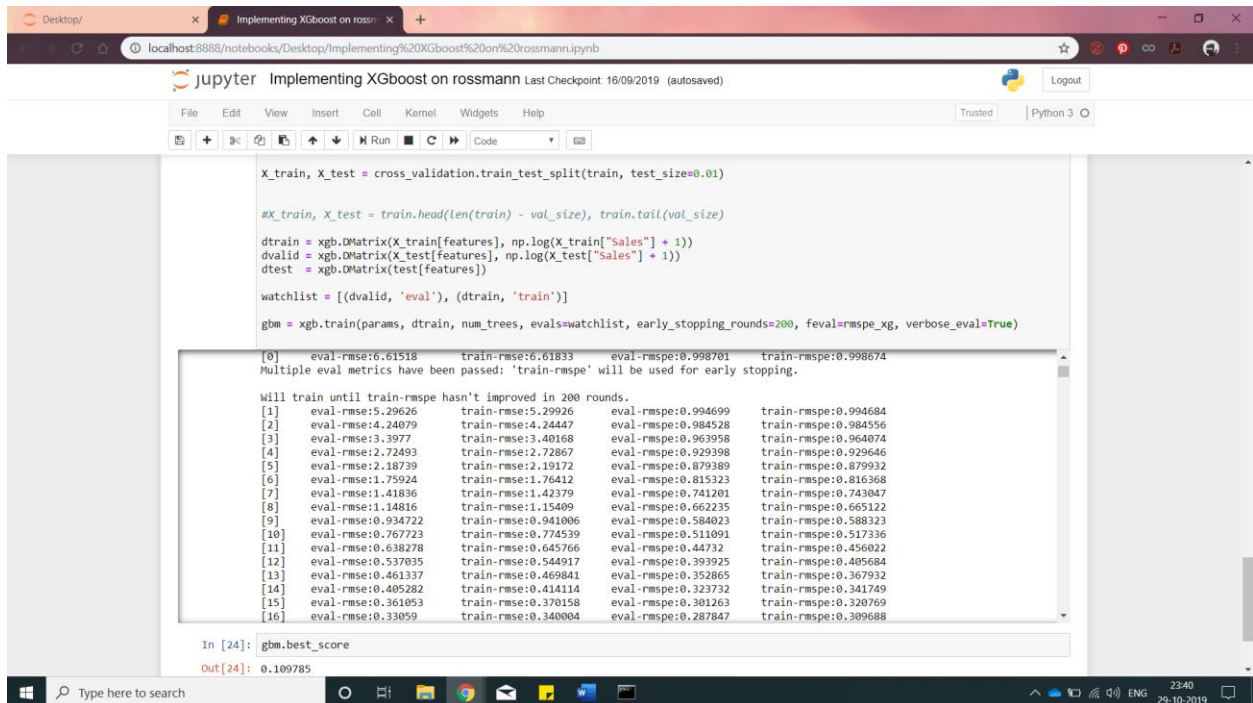 Desktop/
Implementing XGboost on rossm
localhost:8888/notebooks/Desktop/Implementing%20XGboost%20on%20rossmann.ipynb
jupyter Implementing XGboost on rossmann Last Checkpoint: 16/09/2019 (autosaved)
Logout
File Edit View Insert Cell Kernel Widgets Help
Trusted
Python 3
Run
Code
X_train, X_test = cross_validation.train_test_split(train, test_size=0.01)
#X_train, X_test = train.head(len(train) - val_size), train.tail(val_size)
dtrain = xgb.DMatrix(X_train[features], np.log(X_train["Sales"] + 1))
dvalid = xgb.DMatrix(X_test[features], np.log(X_test["Sales"] + 1))
dtest = xgb.DMatrix(test[features])
watchlist = [(dvalid, 'eval'), (dtrain, 'train')]
gbm = xgb.train(params, dtrain, num_trees, evals=watchlist, early_stopping_rounds=200, feval=rmspe_xg, verbose_eval=True)
[0] eval-rmse:6.61518 train-rmse:6.61833 eval-rmspe:0.998701 train-rmspe:0.998674
Multiple eval metrics have been passed: 'train-rmspe' will be used for early stopping.
Will train until train-rmspe hasn't improved in 200 rounds.
[1] eval-rmse:5.29626 train-rmse:5.29926 eval-rmspe:0.994699 train-rmspe:0.994684
[2] eval-rmse:4.24079 train-rmse:4.24447 eval-rmspe:0.984528 train-rmspe:0.984556
[3] eval-rmse:3.3977 train-rmse:3.40168 eval-rmspe:0.963958 train-rmspe:0.964074
[4] eval-rmse:2.72493 train-rmse:2.72867 eval-rmspe:0.929398 train-rmspe:0.929646
[5] eval-rmse:2.18739 train-rmse:2.19172 eval-rmspe:0.879389 train-rmspe:0.879932
[6] eval-rmse:1.75924 train-rmse:1.76412 eval-rmspe:0.815323 train-rmspe:0.816368
[7] eval-rmse:1.41836 train-rmse:1.42379 eval-rmspe:0.741201 train-rmspe:0.743047
[8] eval-rmse:1.14816 train-rmse:1.15409 eval-rmspe:0.662235 train-rmspe:0.665122
[9] eval-rmse:0.934722 train-rmse:0.941006 eval-rmspe:0.584023 train-rmspe:0.588323
[10] eval-rmse:0.767723 train-rmse:0.774539 eval-rmspe:0.511091 train-rmspe:0.517336
[11] eval-rmse:0.638278 train-rmse:0.645766 eval-rmspe:0.44732 train-rmspe:0.456022
[12] eval-rmse:0.537035 train-rmse:0.544917 eval-rmspe:0.393925 train-rmspe:0.405684
[13] eval-rmse:0.461337 train-rmse:0.469841 eval-rmspe:0.352865 train-rmspe:0.367932
[14] eval-rmse:0.405282 train-rmse:0.414114 eval-rmspe:0.323732 train-rmspe:0.341749
[15] eval-rmse:0.361053 train-rmse:0.370158 eval-rmspe:0.301263 train-rmspe:0.320769
[16] eval-rmse:0.33059 train-rmse:0.340004 eval-rmspe:0.287847 train-rmspe:0.309688
In [24]: gbm.best_score
Out[24]: 0.109785
Type here to search
ENG
23:40
29-10-2019